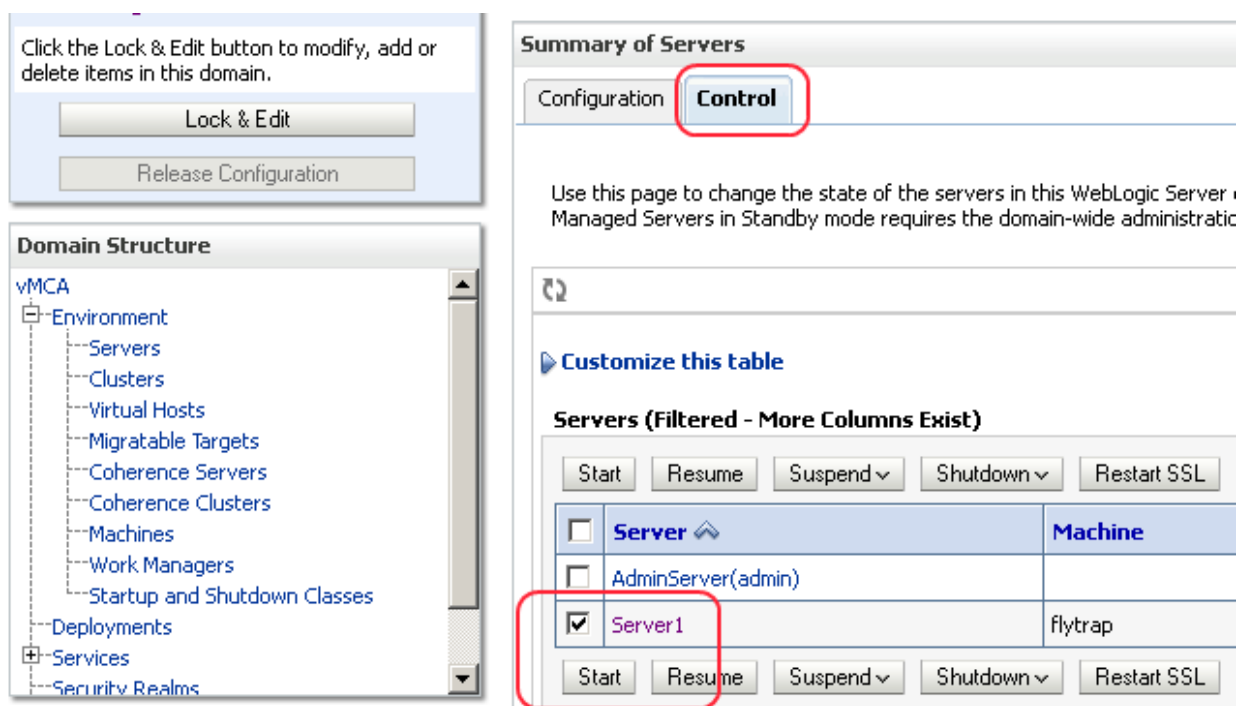 Click the Lock & Edit button to modify, add or
delete items in this domain.
Lock & Edit
Release Configuration
Domain Structure
vMCA
Environment
Servers
Clusters
Virtual Hosts
Migratable Targets
Coherence Servers
Coherence Clusters
Machines
Work Managers
Startup and Shutdown Classes
Deployments
Services
Security Realms
Summary of Servers
Configuration Control
Use this page to change the state of the servers in this WebLogic Server
Managed Servers in Standby mode requires the domain-wide administratio
Customize this table
Servers (Filtered - More Columns Exist)
Start Resume Suspend Shutdown Restart SSL
Server Machine
AdminServer(admin)
Server1 flytrap
Start Resume Suspend Shutdown Restart SSL